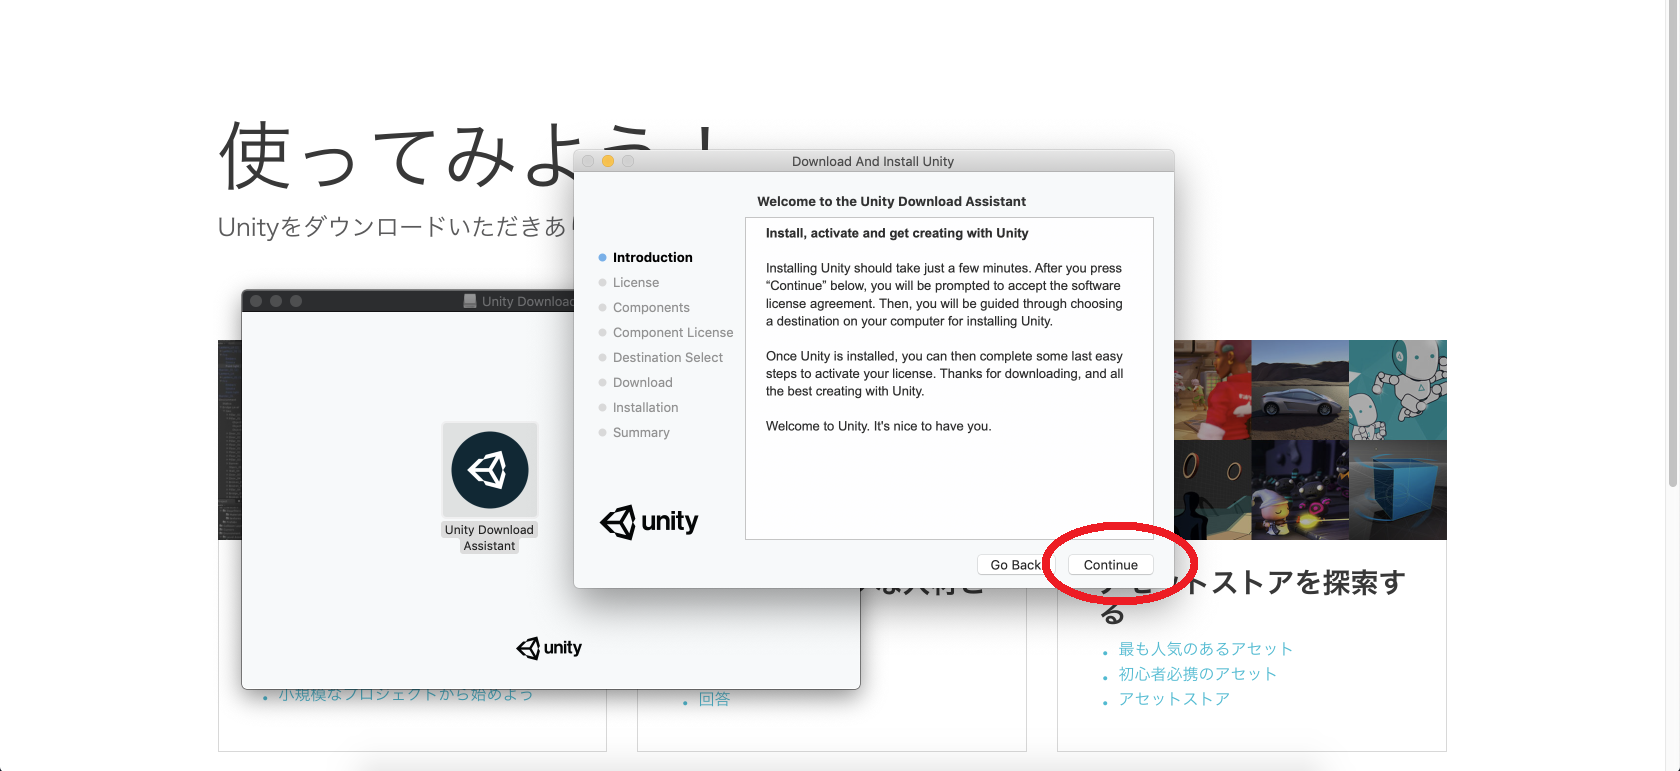 使ってみよう！
Unityをダウンロードいただきあり
Download And Install Unity
Welcome to the Unity Download Assistant
Introduction
License
Components
Component License
Destination Select
Download
Installation
Summary
unity
Install, activate and get creating with Unity
Installing Unity should take just a few minutes. After you press
“Continue” below, you will be prompted to accept the software
license agreement. Then, you will be guided through choosing
a destination on your computer for installing Unity.
Once Unity is installed, you can then complete some last easy
steps to activate your license. Thanks for downloading, and all
the best creating with Unity.
Welcome to Unity. It's nice to have you.
Go Back
Continue
Unity Download
Unity Download
Assistant
unity
小規模なプロジェクトから始めよう
回答
アセットストアを探索す
る
最も人気のあるアセット
初心者必携のアセット
アセットストア